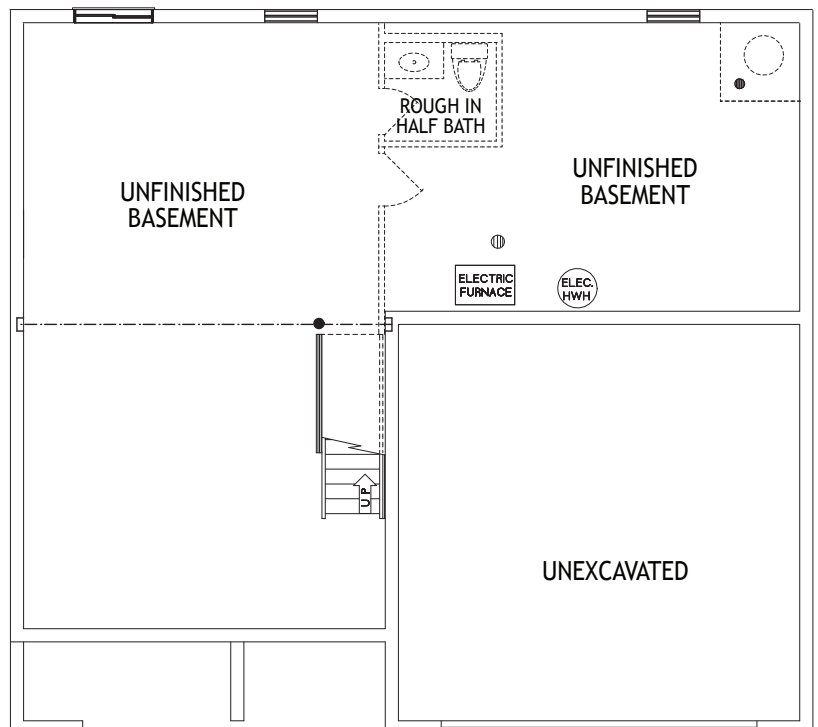 ROUGH IN
HALF BATH
UNFINISHED
BASEMENT
UNFINISHED
BASEMENT
ELECTRIC
FURNACE
ELEC.
HWH
UP
UNEXCAVATED